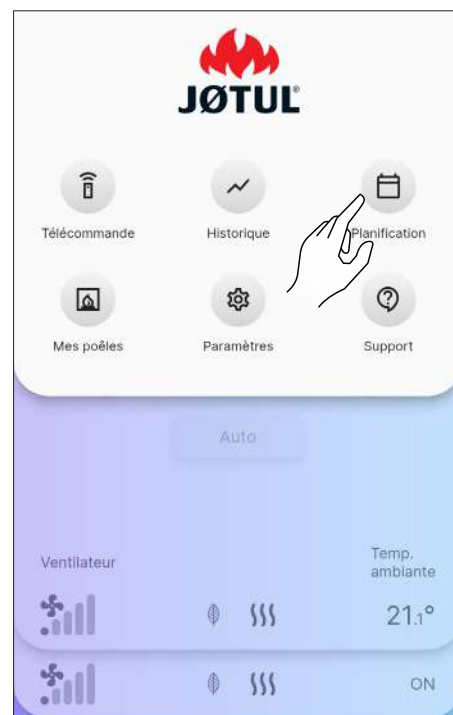 JØTUL®
Télécommande Historique Planification
Mes poêles Paramètres Support
Auto
Ventilateur
Temp.
ambiante
21.1°
ON